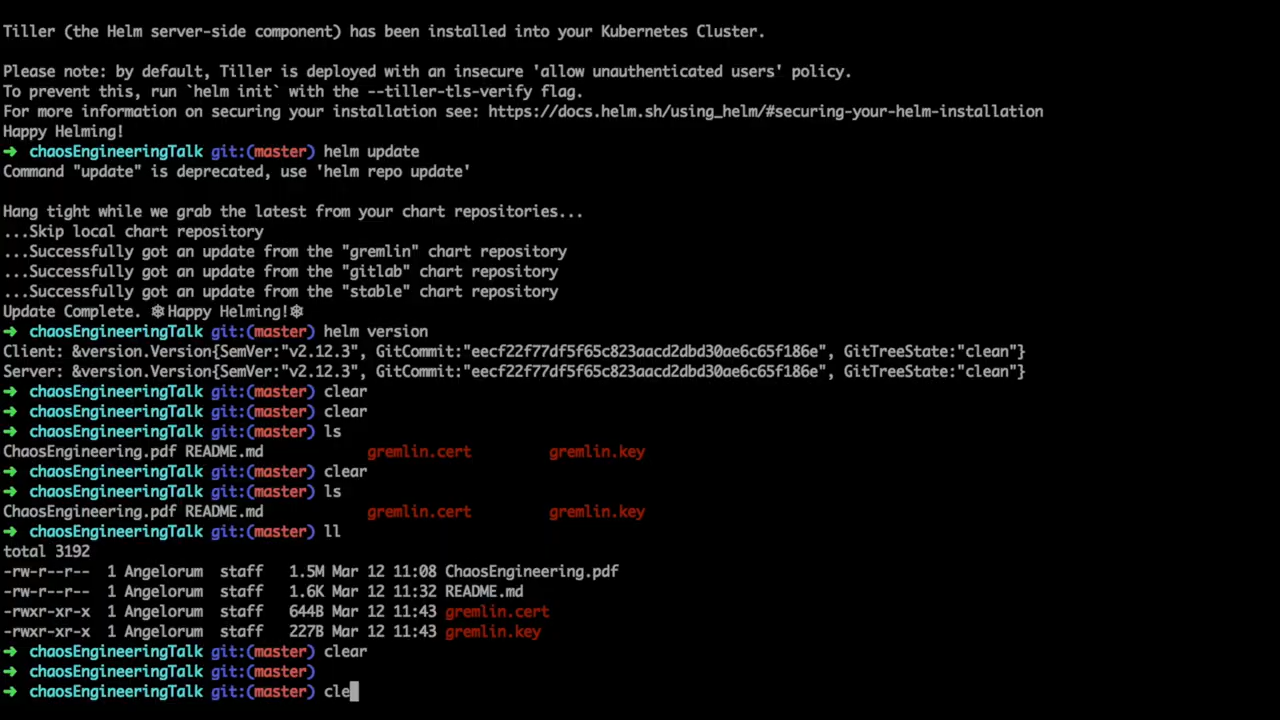 Tiller (the Helm server-side component) has been installed into your Kubernetes Cluster.
Please note: by default, Tiller is deployed with an insecure 'allow unauthenticated users' policy.
To prevent this, run `helm init` with the --tiller-tls-verify flag.
For more information on securing your installation see: https://docs.helm.sh/using_helm/#securing-your-helm-installation
Happy Helming!
➜ chaosEngineeringTalk git:(master) helm update
Command "update" is deprecated, use 'helm repo update'
Hang tight while we grab the latest from your chart repositories...
...Skip local chart repository
...Successfully got an update from the "gremlin" chart repository
...Successfully got an update from the "gitlab" chart repository
...Successfully got an update from the "stable" chart repository
Update Complete. ⎈Happy Helming!⎈
➜ chaosEngineeringTalk git:(master) helm version
Client: &version.Version{SemVer:"v2.12.3", GitCommit:"eecf22f77df5f65c823aacd2dbd30ae6c65f186e", GitTreeState:"clean"}
Server: &version.Version{SemVer:"v2.12.3", GitCommit:"eecf22f77df5f65c823aacd2dbd30ae6c65f186e", GitTreeState:"clean"}
➜ chaosEngineeringTalk git:(master) clear
➜ chaosEngineeringTalk git:(master) clear
➜ chaosEngineeringTalk git:(master) ls
ChaosEngineering.pdf README.md gremlin.cert gremlin.key
➜ chaosEngineeringTalk git:(master) clear
➜ chaosEngineeringTalk git:(master) ls
ChaosEngineering.pdf README.md gremlin.cert gremlin.key
➜ chaosEngineeringTalk git:(master) ll
total 3192
-rw-r--r-- 1 Angelorum staff 1.5M Mar 12 11:08 ChaosEngineering.pdf
-rw-r--r-- 1 Angelorum staff 1.6K Mar 12 11:32 README.md
-rwxr-xr-x 1 Angelorum staff 644B Mar 12 11:43 gremlin.cert
-rwxr-xr-x 1 Angelorum staff 227B Mar 12 11:43 gremlin.key
➜ chaosEngineeringTalk git:(master) clear
➜ chaosEngineeringTalk git:(master)
➜ chaosEngineeringTalk git:(master) cle